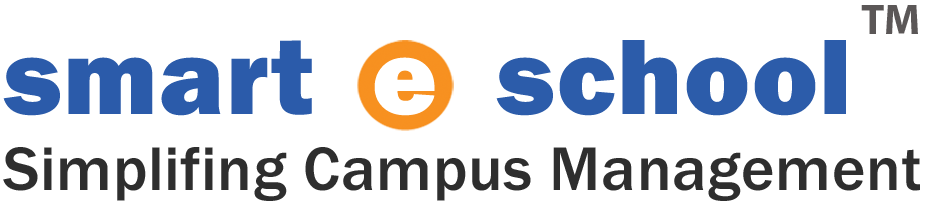 smart e school™
Simplifing Campus Management